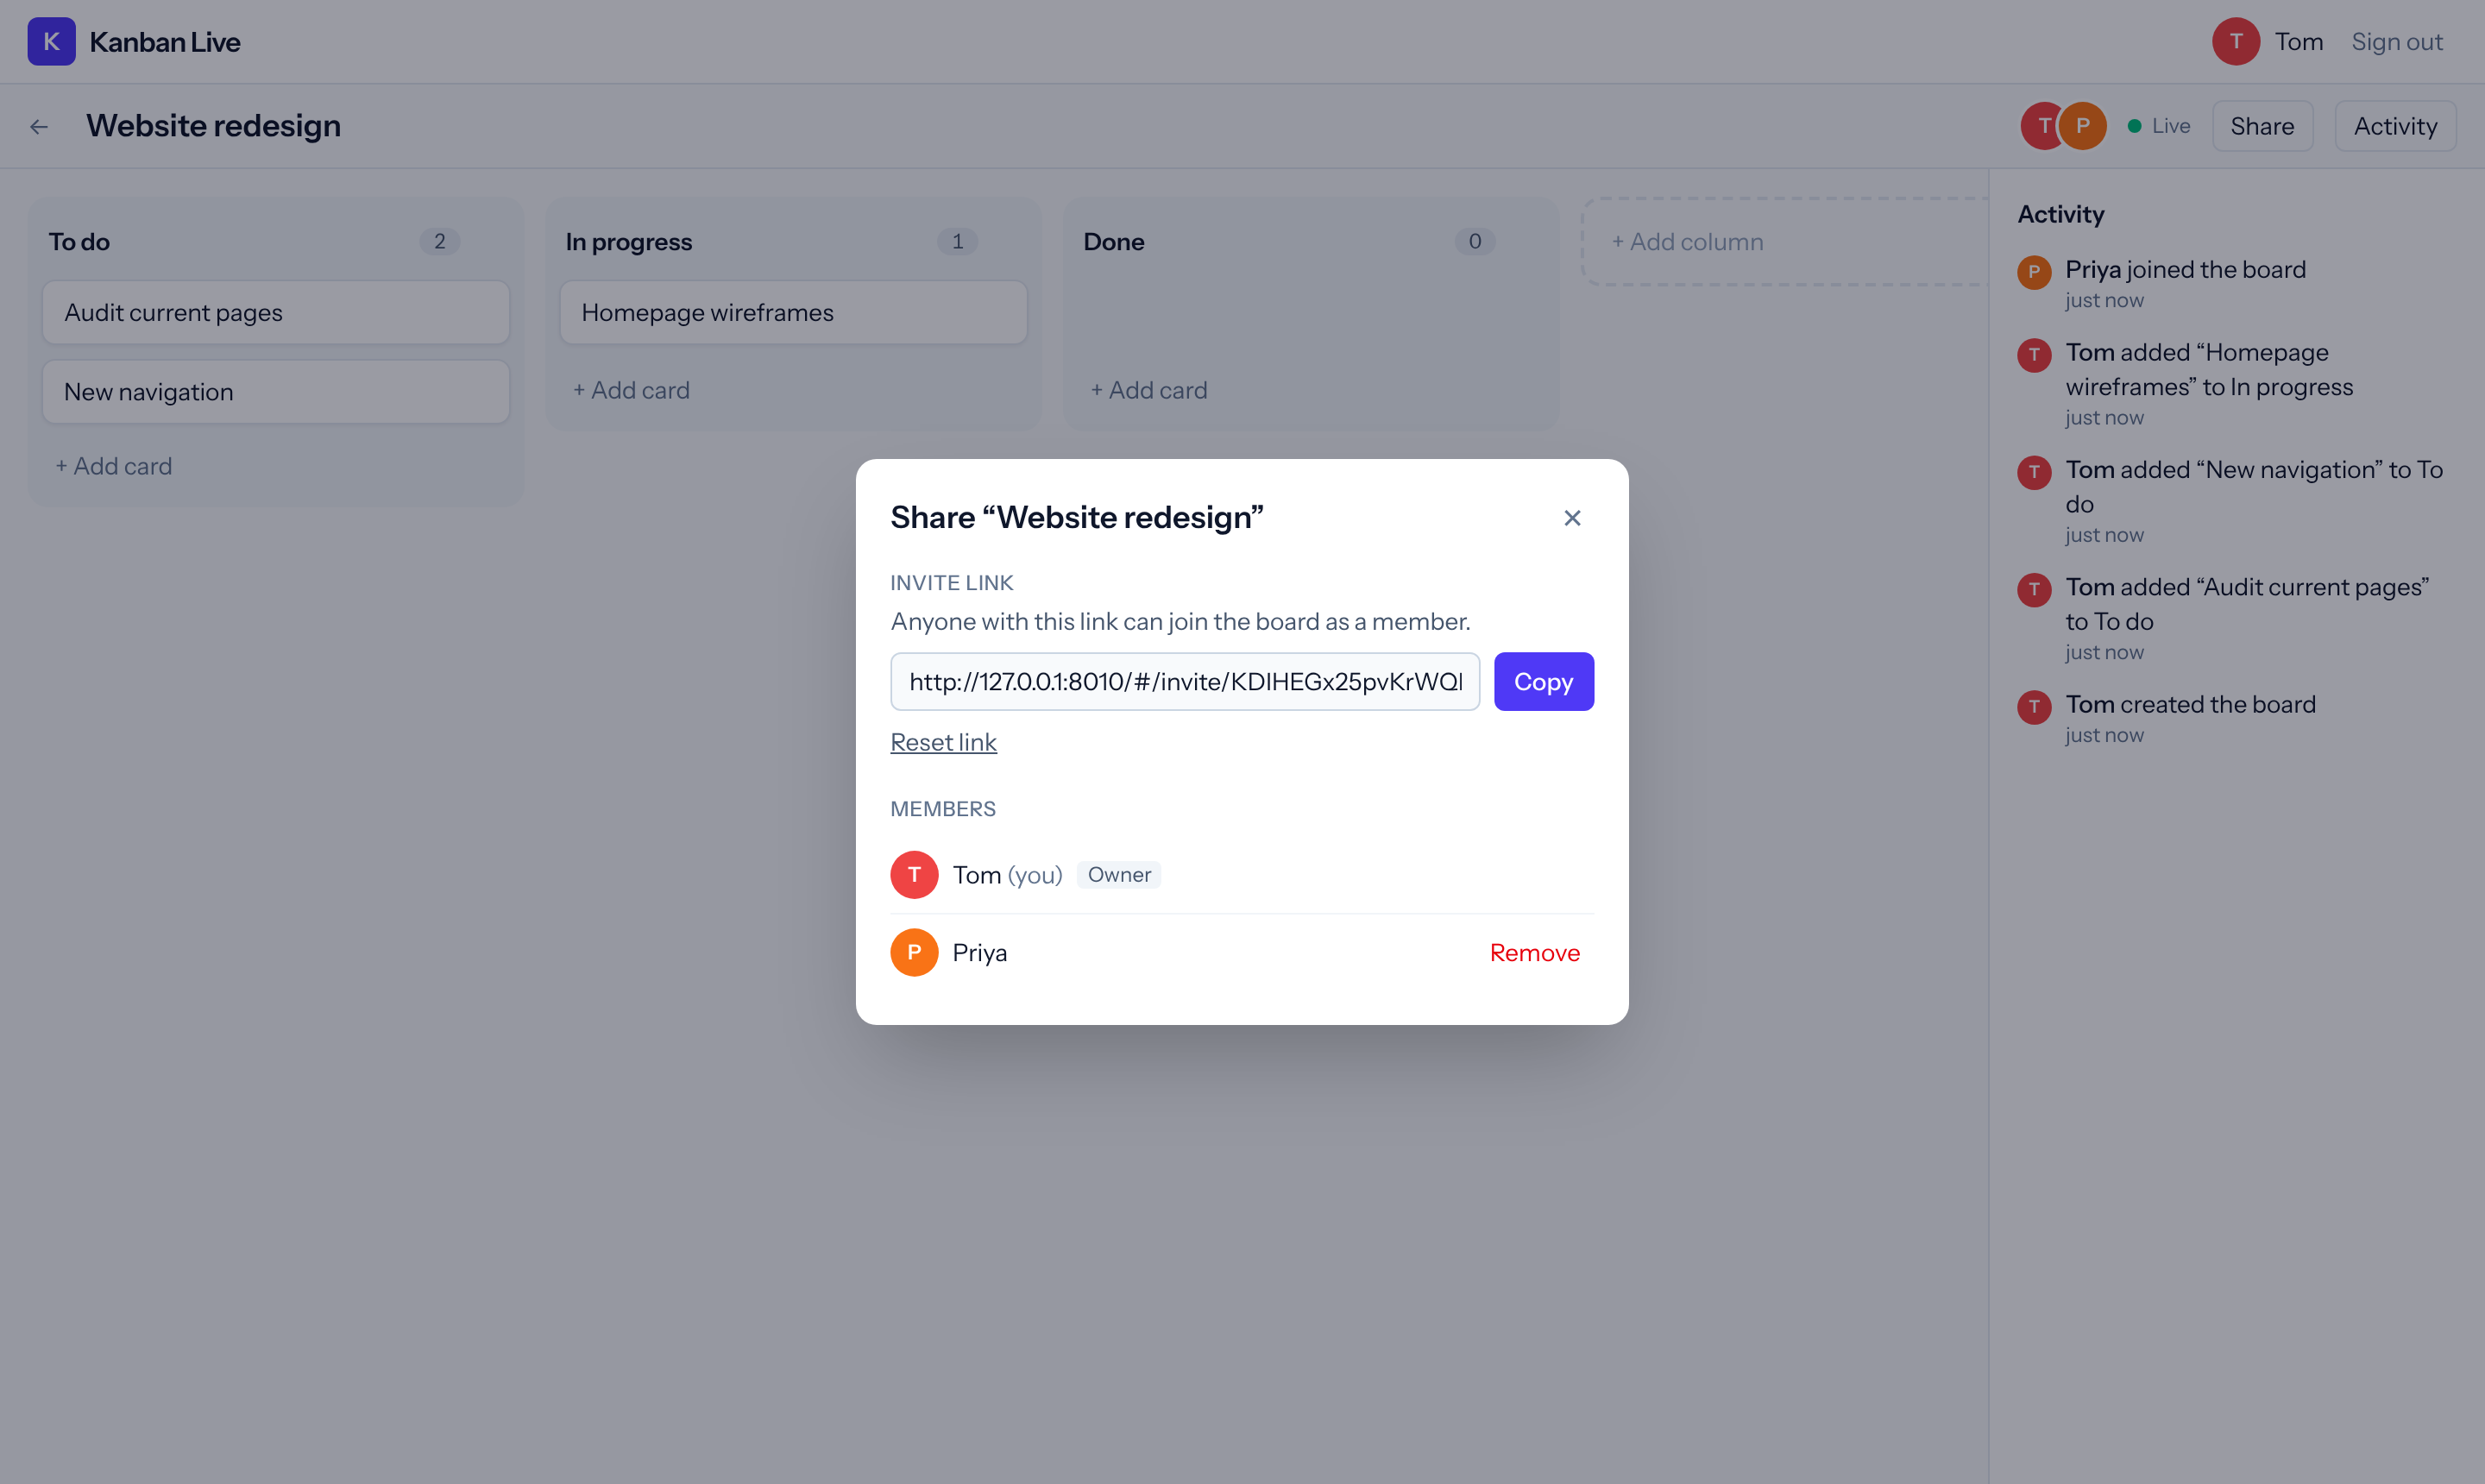 K Kanban Live
T Tom Sign out
← Website redesign
T P Live Share Activity
To do 2
Audit current pages
New navigation
+ Add card
In progress 1
Homepage wireframes
+ Add card
Done 0
+ Add card
+ Add column
Share “Website redesign”
INVITE LINK
Anyone with this link can join the board as a member.
http://127.0.0.1:8010/#/invite/ Copy
Reset link
MEMBERS
T Tom (you) Owner
P Priya Remove
Activity
P Priya joined the board
just now
T Tom added “Homepage
wireframes” to In progress
just now
T Tom added “New navigation” to To
do
just now
T Tom added “Audit current pages”
to To do
just now
T Tom created the board
just now